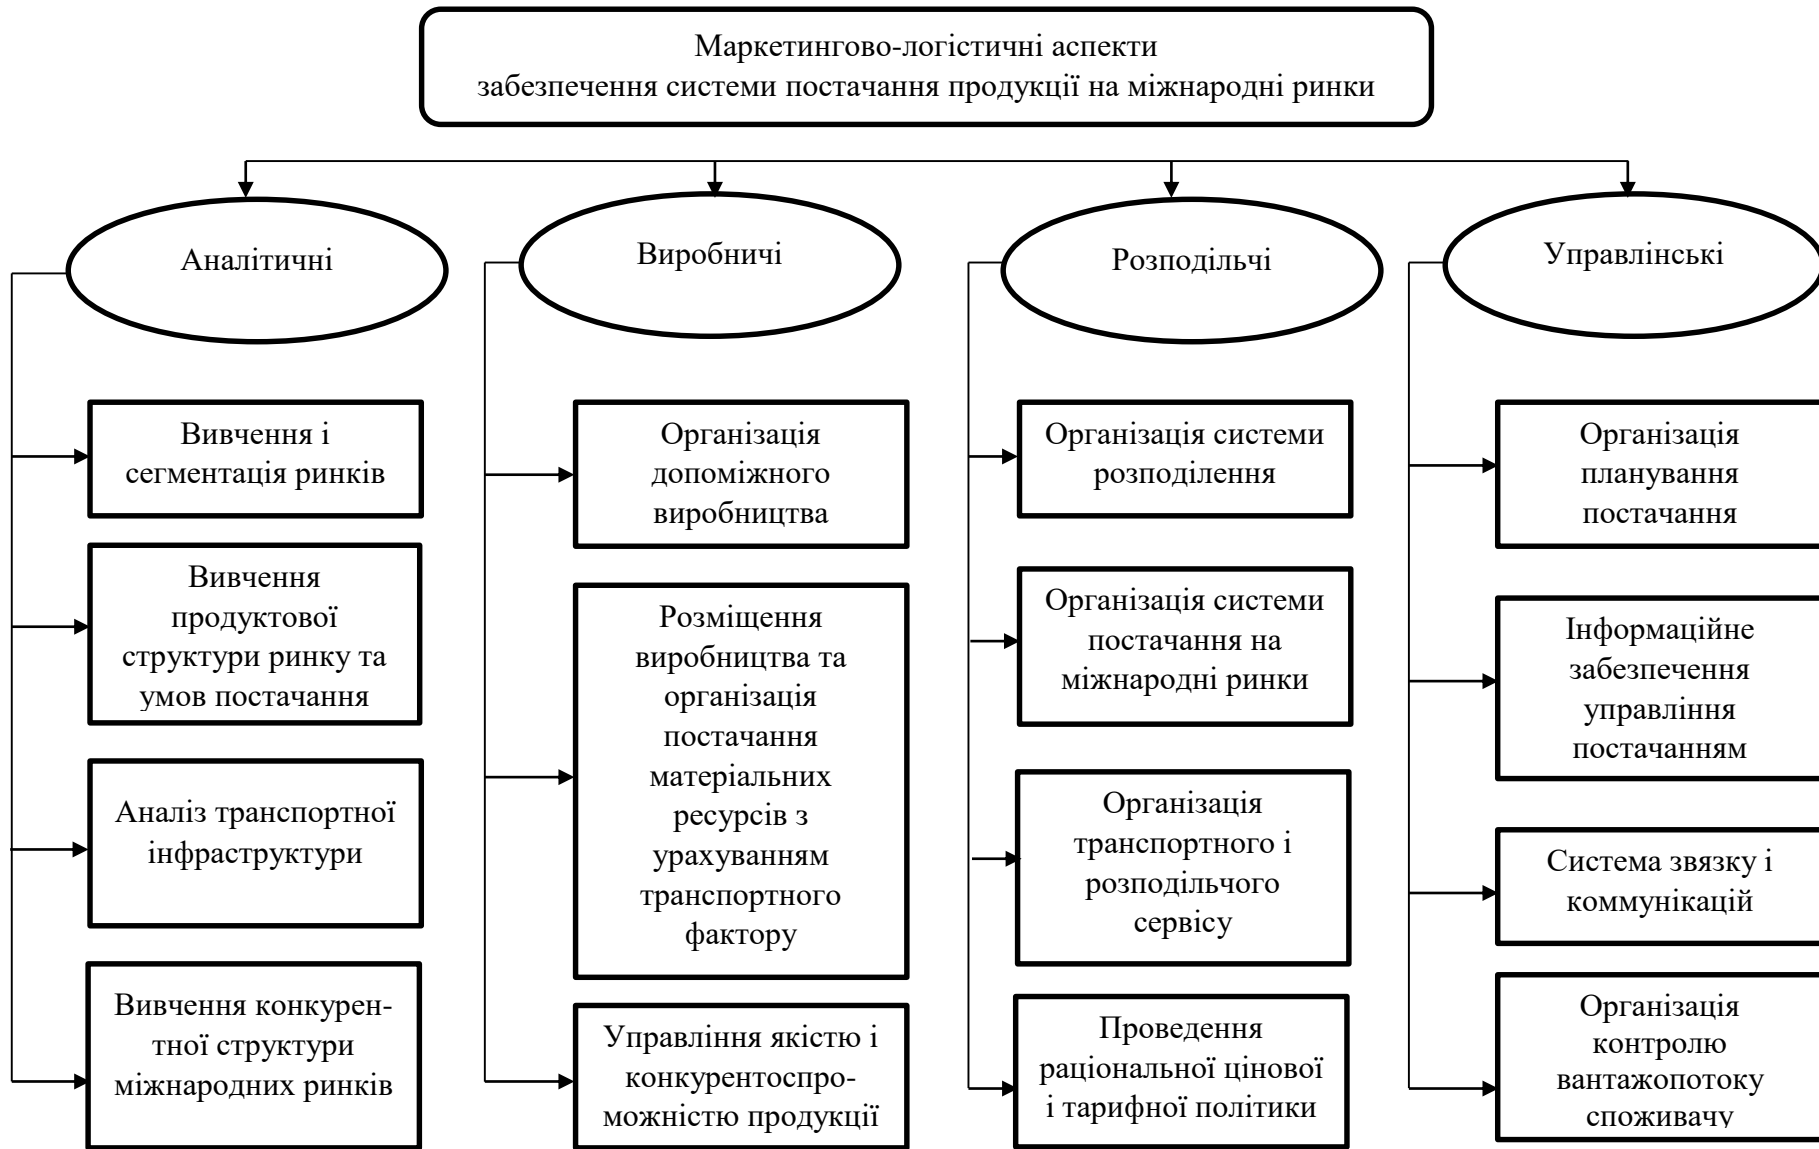 Маркетингово-логістичні аспекти
забезпечення системи постачання продукції на міжнародні ринки
Аналітичні
Виробничі
Розподільчі
Управлінські
Вивчення і
сегментація ринків
Вивчення
продуктової
структури ринку та
умов постачання
Аналіз транспортної
інфраструктури
Вивчення конкурен-
тної структури
міжнародних ринків
Організація
допоміжного
виробництва
Розміщення
виробництва та
організація
постачання
матеріальних
ресурсів з
урахуванням
транспортного
фактору
Управління якістю і
конкурентоспро-
можністю продукції
Організація системи
розподілення
Організація системи
постачання на
міжнародні ринки
Організація
транспортного і
розподільчого
сервісу
Проведення
раціональної цінової
і тарифної політики
Організація
планування
постачання
Інформаційне
забезпечення
управління
постачанням
Система звязку і
коммунікацій
Організація
контролю
вантажопотоку
споживачу